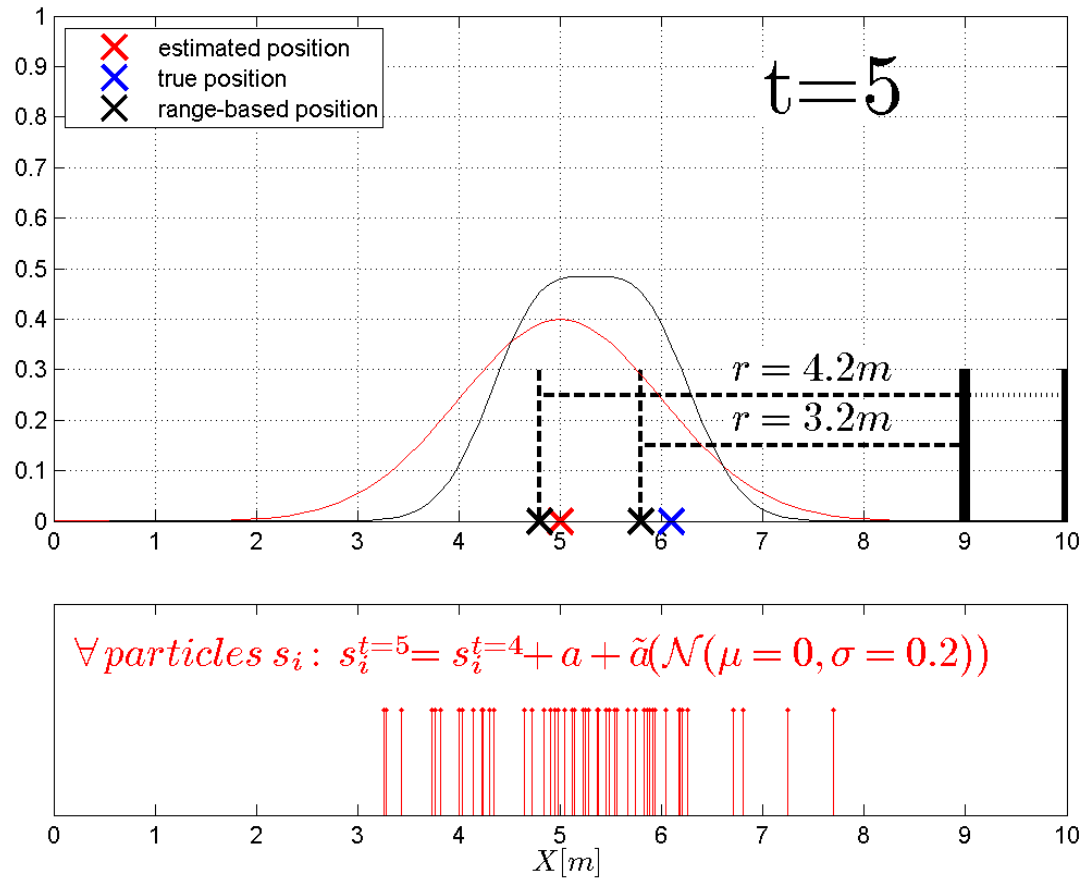 1
0.9
0.8
0.7
0.6
0.5
0.4
0.3
0.2
0.1
0
estimated position
true position
range-based position
t=5
r = 4.2m
r = 3.2m
0 1 2 3 4 5 6 7 8 9 10
∀ particles s_i: s_i^{t=5} = s_i^{t=4} + a + ã(𝒩(μ = 0, σ = 0.2))
0 1 2 3 4 5 6 7 8 9 10
X[m]